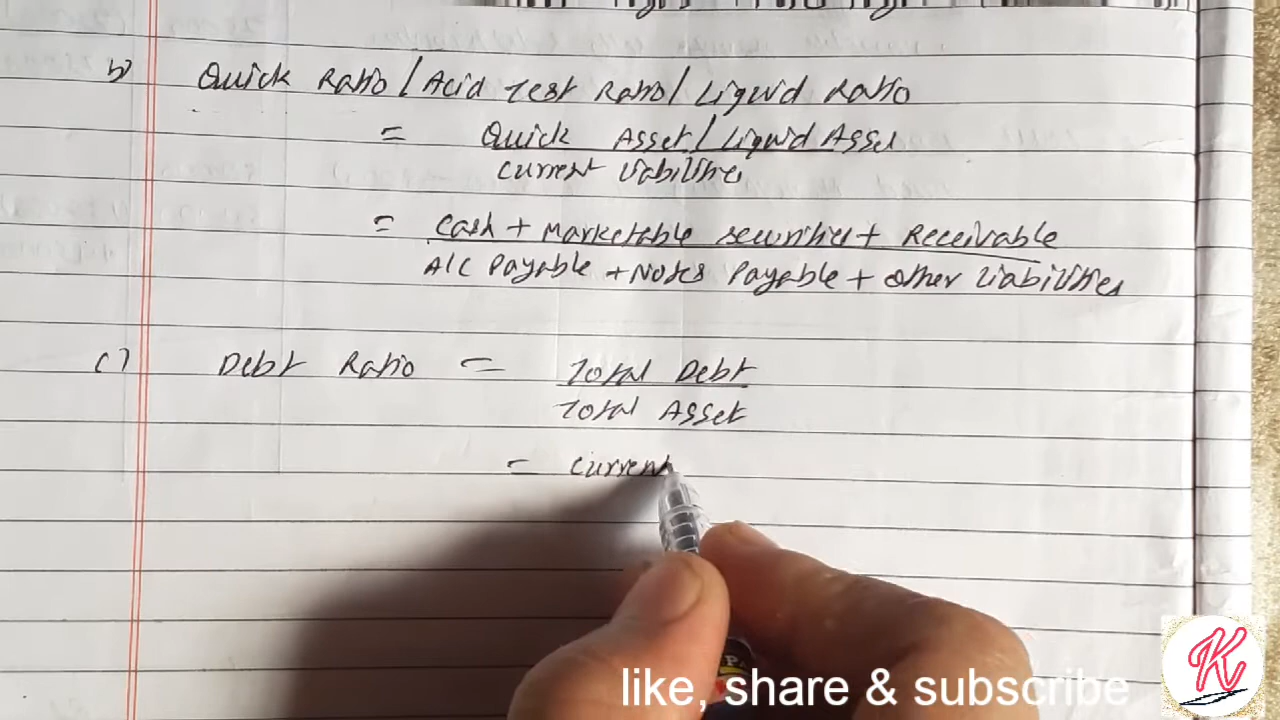 b) Quick Ratio / Acid Test Ratio / Liquid Ratio
= Quick Asset / Liquid Asset
Current Liabilities
= Cash + Marketable securities + Receivable
A/C Payable + Notes Payable + Other Liabilities
c) Debt Ratio = Total Debt
Total Asset
= Current
like, share & subscribe
K